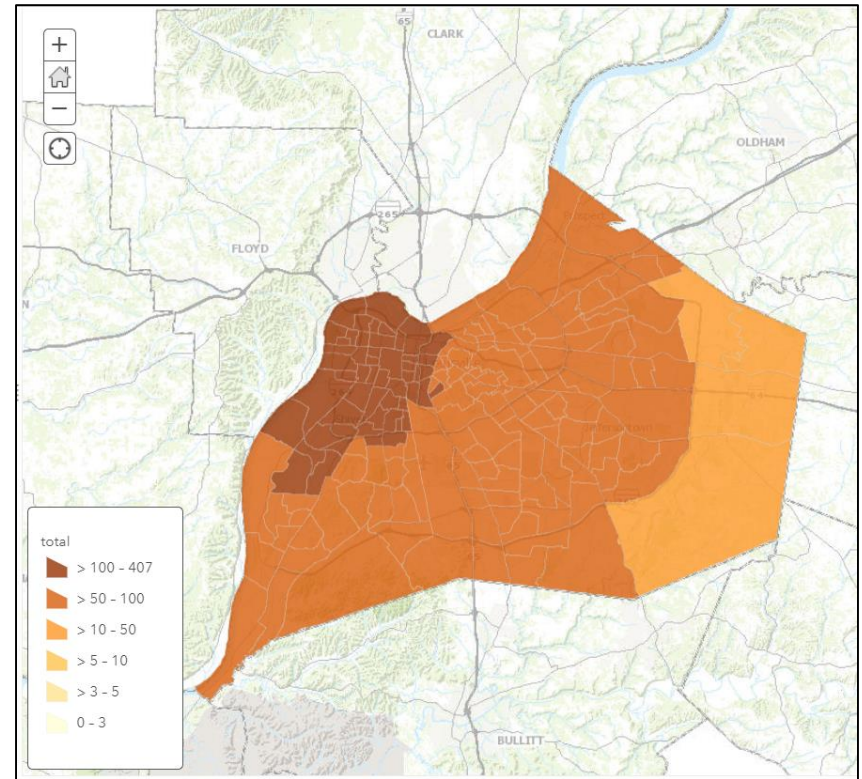 65
CLARK
+
−
OLDHAM
265
FLOYD
total
> 100 - 407
> 50 - 100
> 10 - 50
> 5 - 10
> 3 - 5
0 - 3
BULLITT